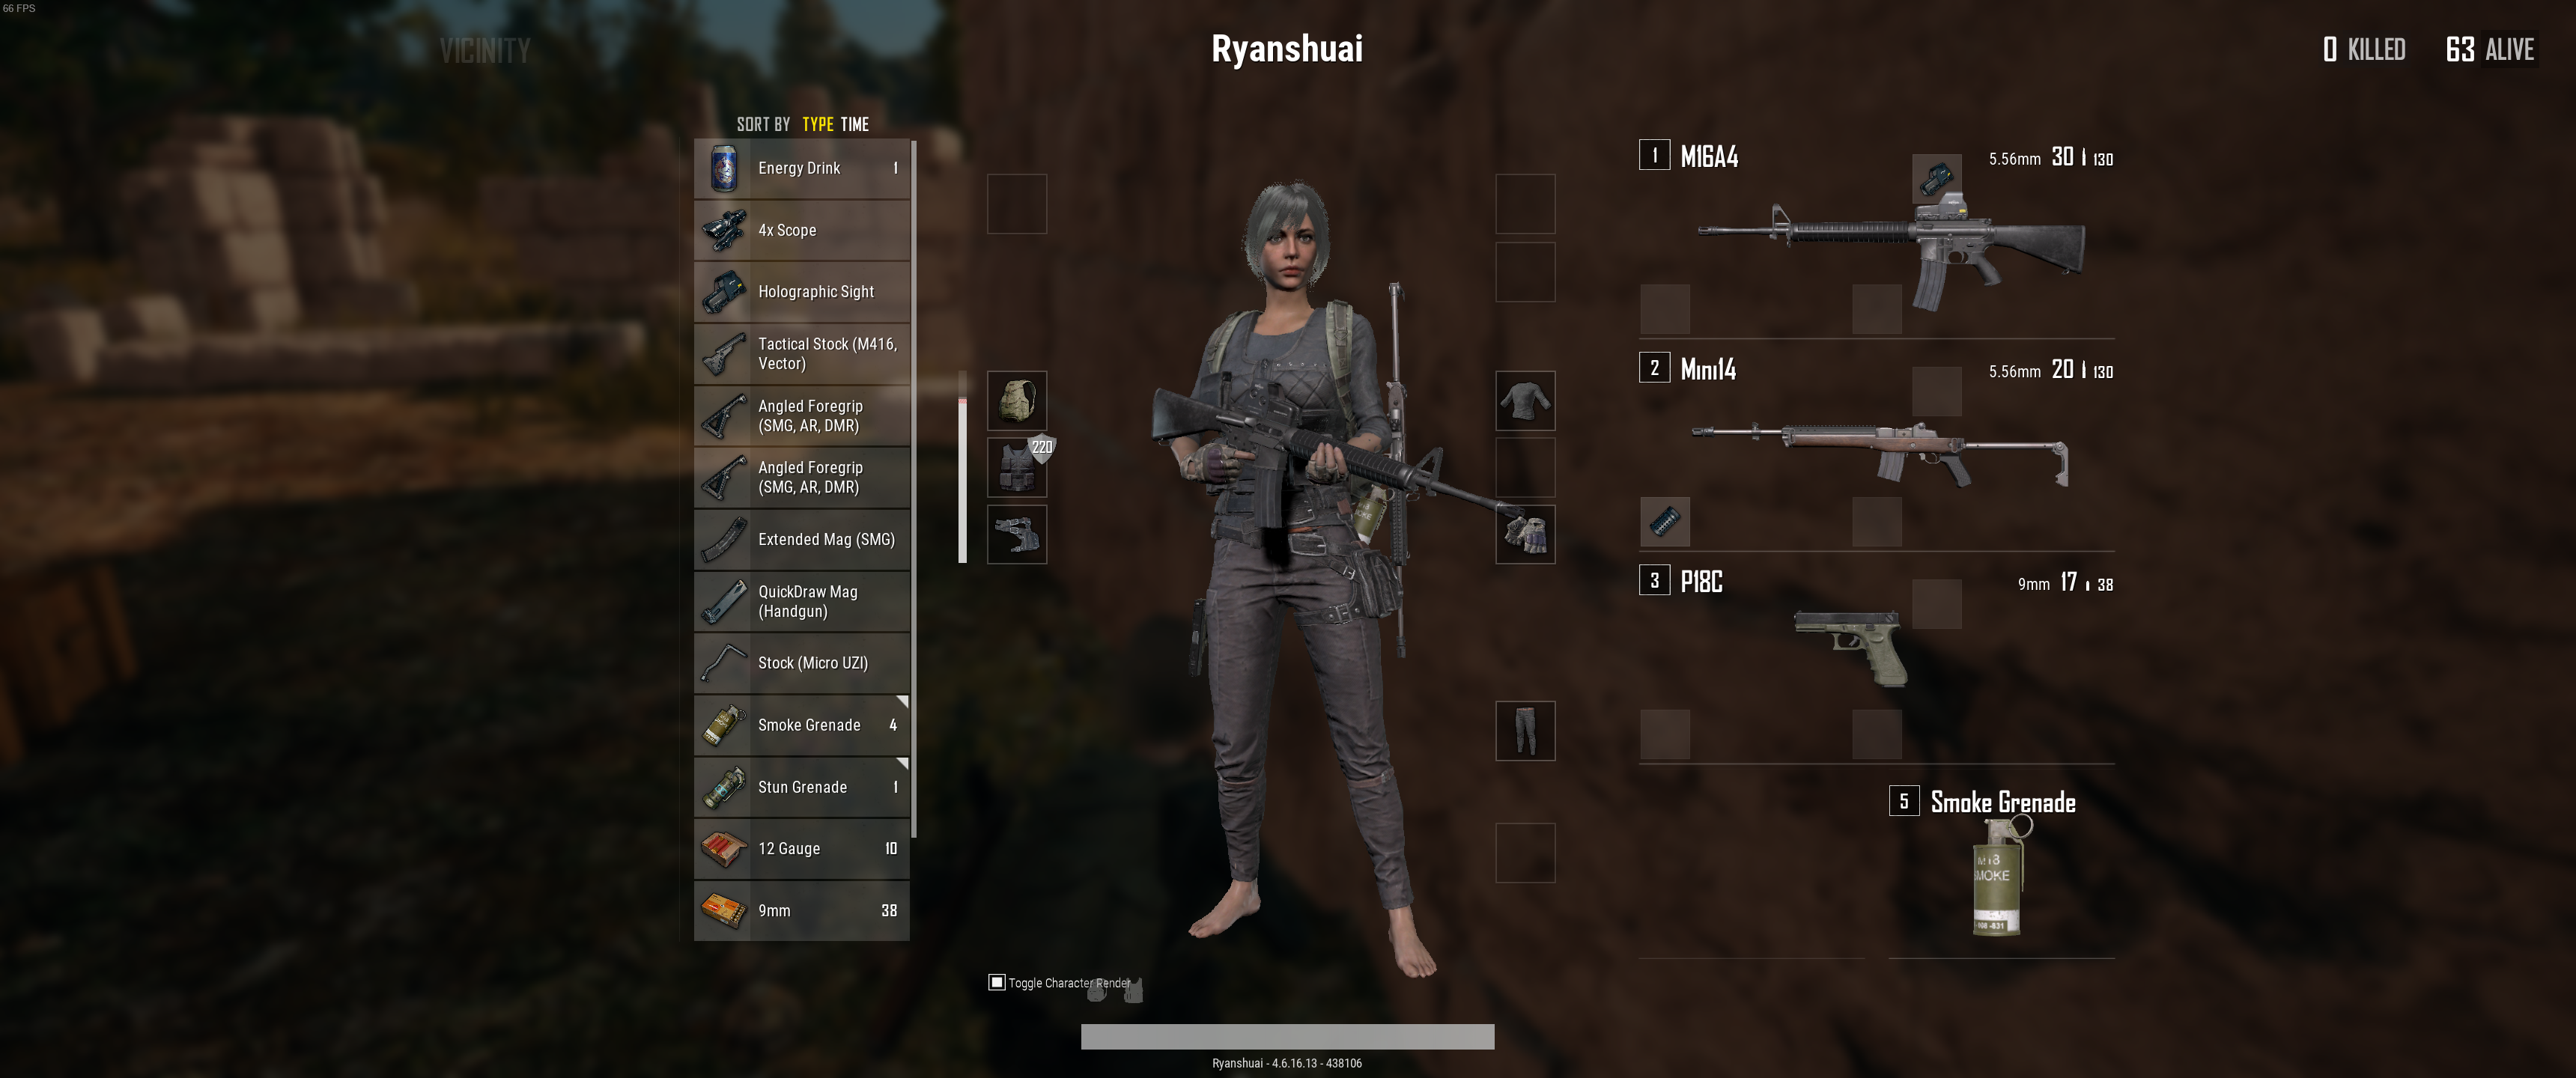 66 FPS
VICINITY
Ryanshuai
0 KILLED 63 ALIVE
SORT BY TYPE TIME
Energy Drink 1
4x Scope
Holographic Sight
Tactical Stock (M416,
Vector)
Angled Foregrip
(SMG, AR, DMR)
Angled Foregrip
(SMG, AR, DMR)
Extended Mag (SMG)
QuickDraw Mag
(Handgun)
Stock (Micro UZI)
Smoke Grenade 4
Stun Grenade 1
12 Gauge 10
9mm 38
220
1 M16A4 5.56mm 30 130
2 Mini14 5.56mm 20 130
3 P18C 9mm 17 38
5 Smoke Grenade
M18
SMOKE
Toggle Character Render
Ryanshuai - 4.6.16.13 - 438106